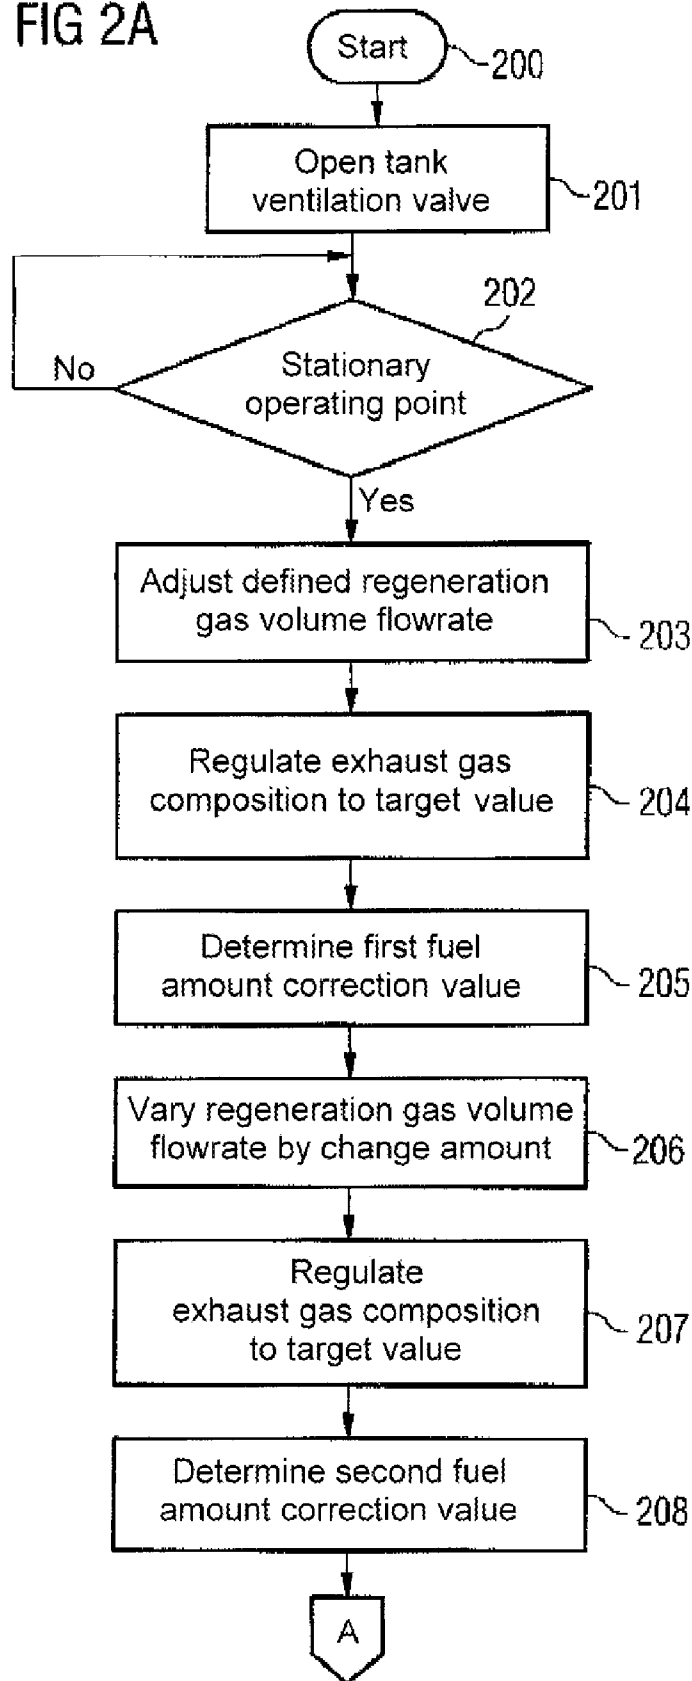 FIG 2A
Start
200
Open tank
ventilation valve
201
202
Stationary
operating point
No
Yes
Adjust defined regeneration
gas volume flowrate
203
Regulate exhaust gas
composition to target value
204
Determine first fuel
amount correction value
205
Vary regeneration gas volume
flowrate by change amount
206
Regulate
exhaust gas composition
to target value
207
Determine second fuel
amount correction value
208
A